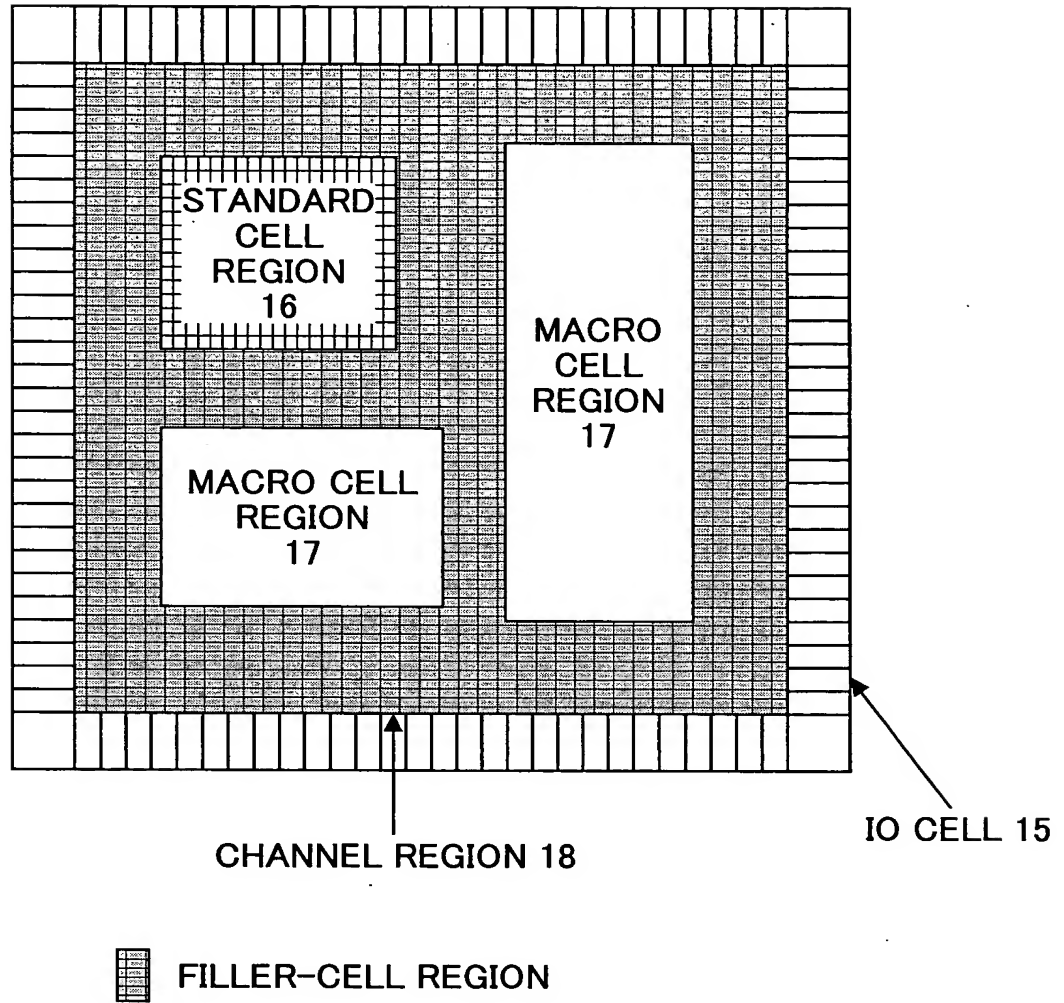 STANDARD
CELL
REGION
16
MACRO
CELL
REGION
17
MACRO CELL
REGION
17
IO CELL 15
CHANNEL REGION 18
FILLER-CELL REGION